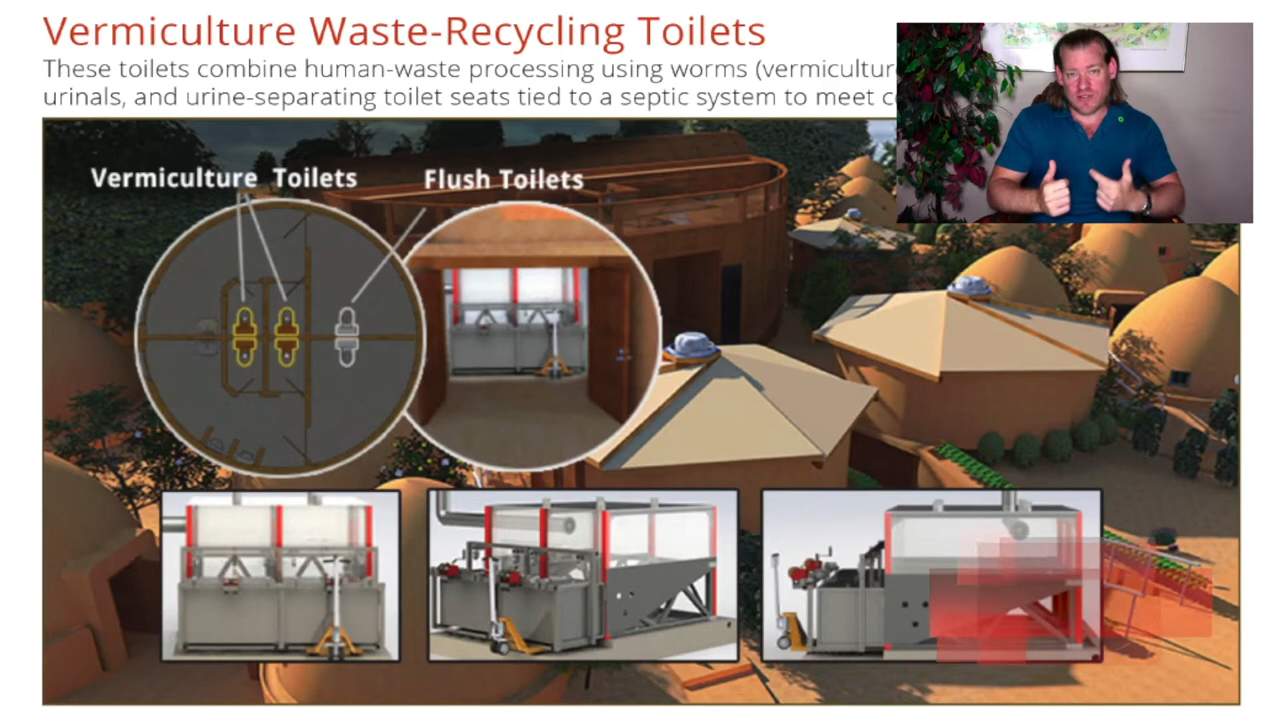 Vermiculture Waste-Recycling Toilets
These toilets combine human-waste processing using worms (vermiculture
urinals, and urine-separating toilet seats tied to a septic system to meet
Vermiculture Toilets
Flush Toilets